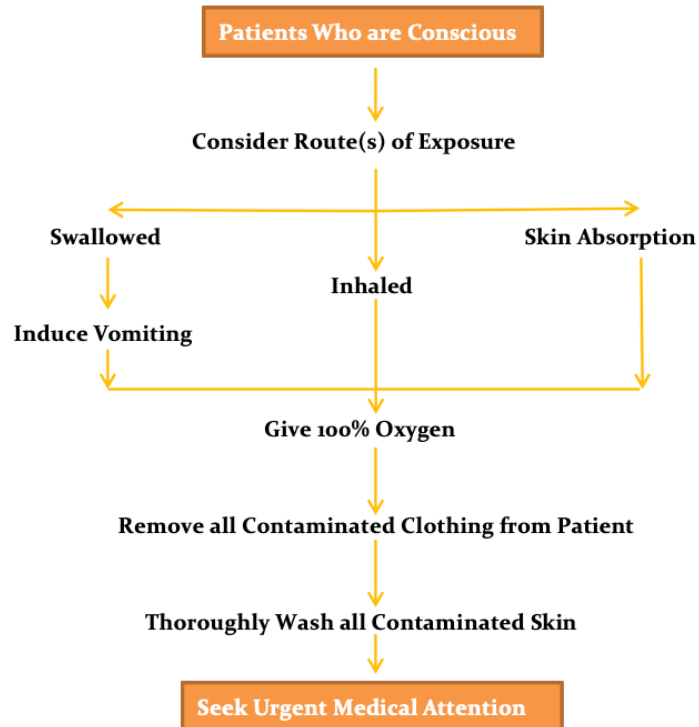 Patients Who are Conscious
Consider Route(s) of Exposure
Swallowed
Skin Absorption
Inhaled
Induce Vomiting
Give 100% Oxygen
Remove all Contaminated Clothing from Patient
Thoroughly Wash all Contaminated Skin
Seek Urgent Medical Attention